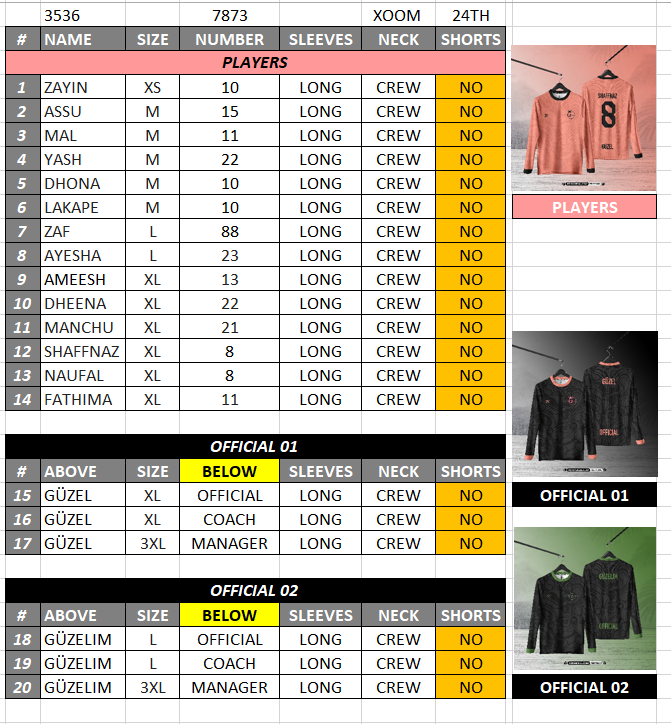 3536 7873 XOOM 24TH
# NAME SIZE NUMBER SLEEVES NECK SHORTS
PLAYERS
1 ZAYIN XS 10 LONG CREW NO
2 ASSU M 15 LONG CREW NO
3 MAL M 11 LONG CREW NO
4 YASH M 22 LONG CREW NO
5 DHONA M 10 LONG CREW NO
6 LAKAPE M 10 LONG CREW NO
7 ZAF L 88 LONG CREW NO
8 AYESHA L 23 LONG CREW NO
9 AMEESH XL 13 LONG CREW NO
10 DHEENA XL 22 LONG CREW NO
11 MANCHU XL 21 LONG CREW NO
12 SHAFFNAZ XL 8 LONG CREW NO
13 NAUFAL XL 8 LONG CREW NO
14 FATHIMA XL 11 LONG CREW NO
OFFICIAL 01
# ABOVE SIZE BELOW SLEEVES NECK SHORTS
15 GÜZEL XL OFFICIAL LONG CREW NO
16 GÜZEL XL COACH LONG CREW NO
17 GÜZEL 3XL MANAGER LONG CREW NO
OFFICIAL 02
# ABOVE SIZE BELOW SLEEVES NECK SHORTS
18 GÜZELIM L OFFICIAL LONG CREW NO
19 GÜZELIM L COACH LONG CREW NO
20 GÜZELIM 3XL MANAGER LONG CREW NO
SHAFFNAZ
8
GÜZEL
PLAYERS
GÜZEL
OFFICIAL
OFFICIAL 01
GÜZELIM
OFFICIAL
OFFICIAL 02